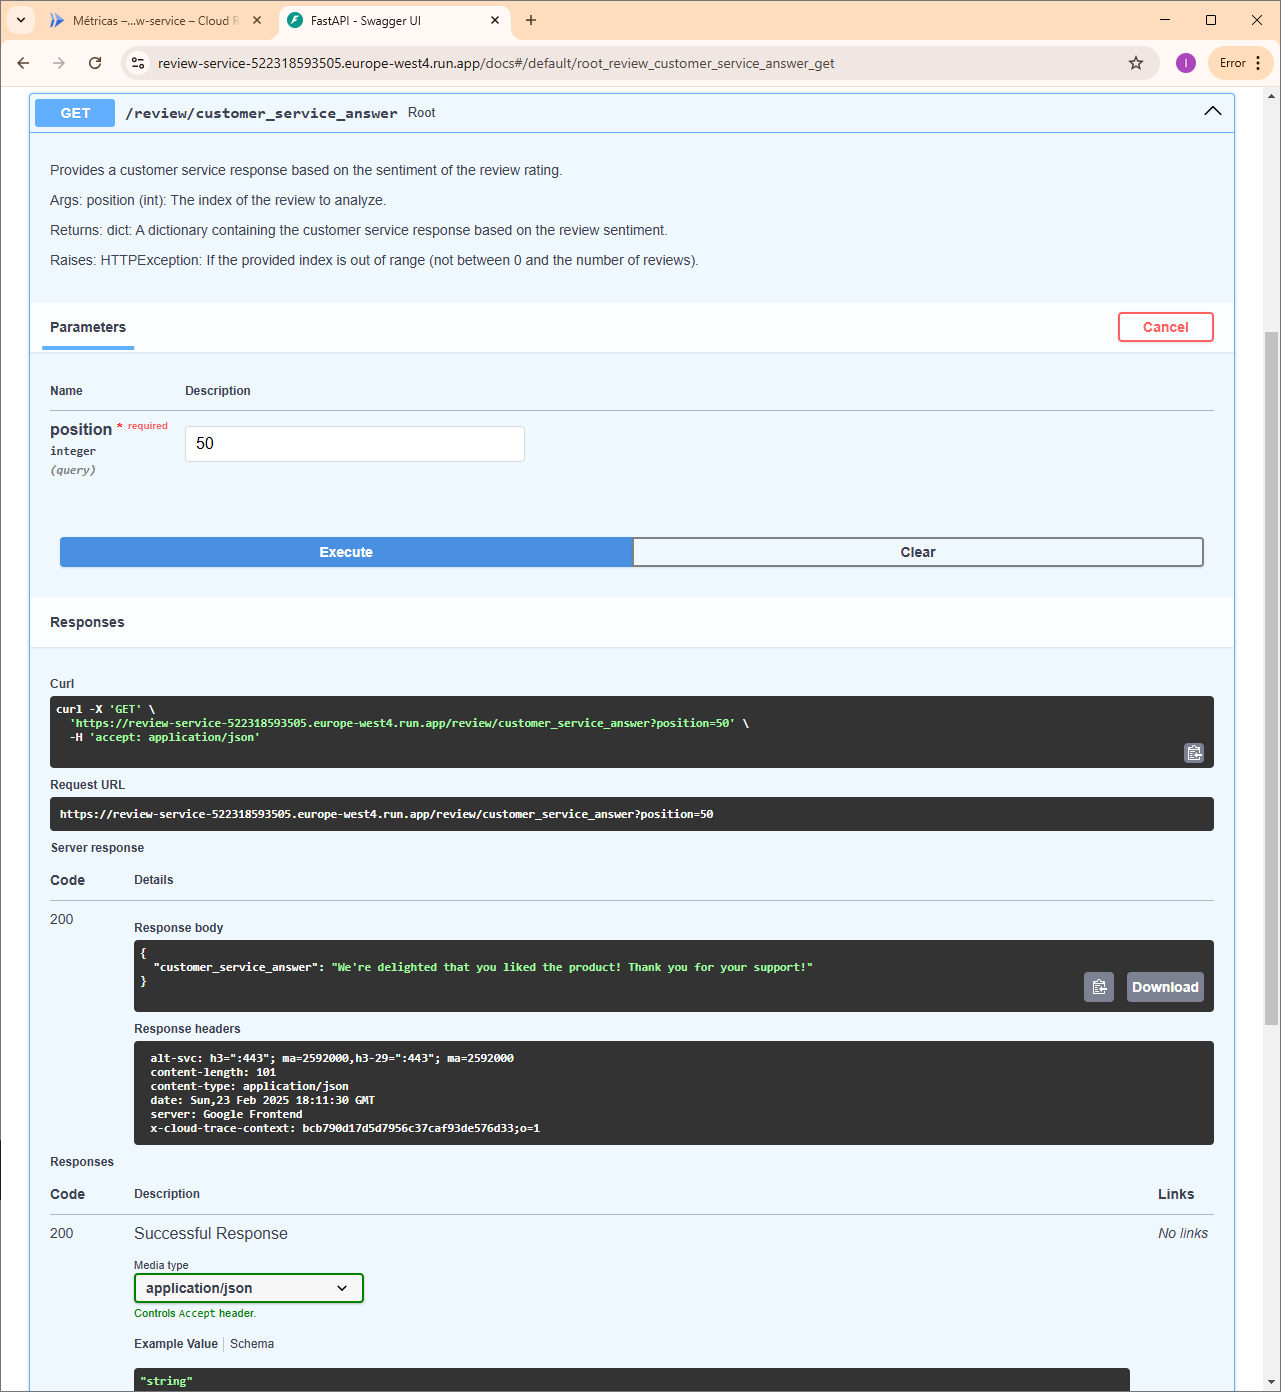 Métricas –...w-service – Cloud R
FastAPI - Swagger UI
review-service-522318593505.europe-west4.run.app/docs#/default/root_review_customer_service_answer_get
I
Error
GET /review/customer_service_answer Root
Provides a customer service response based on the sentiment of the review rating.
Args: position (int): The index of the review to analyze.
Returns: dict: A dictionary containing the customer service response based on the review sentiment.
Raises: HTTPException: If the provided index is out of range (not between 0 and the number of reviews).
Parameters
Cancel
Name Description
position * required
integer
(query)
50
Execute Clear
Responses
Curl
curl -X 'GET' \
'https://review-service-522318593505.europe-west4.run.app/review/customer_service_answer?position=50' \
-H 'accept: application/json'
Request URL
https://review-service-522318593505.europe-west4.run.app/review/customer_service_answer?position=50
Server response
Code Details
200
Response body
{
"customer_service_answer": "We're delighted that you liked the product! Thank you for your support!"
}
Download
Response headers
alt-svc: h3=":443"; ma=2592000,h3-29=":443"; ma=2592000
content-length: 101
content-type: application/json
date: Sun,23 Feb 2025 18:11:30 GMT
server: Google Frontend
x-cloud-trace-context: bcb790d17d5d7956c37caf93de576d33;o=1
Responses
Code Description Links
200 Successful Response No links
Media type
application/json
Controls Accept header.
Example Value Schema
"string"